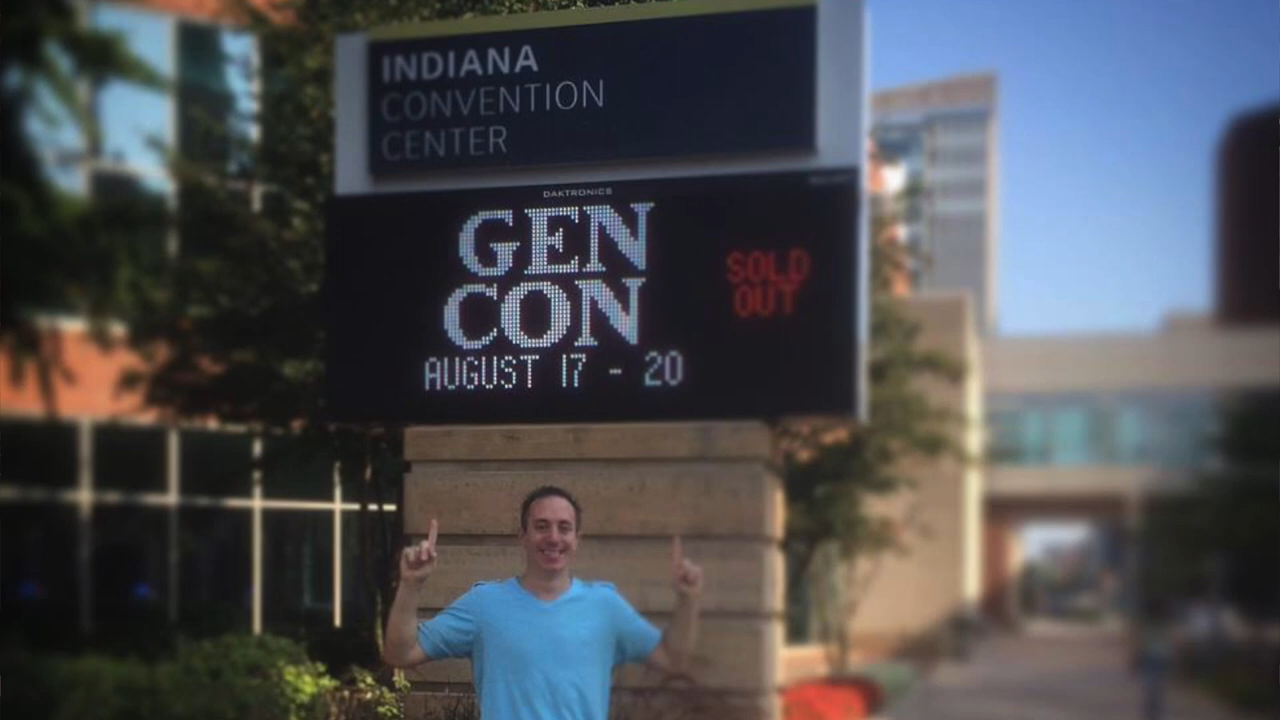 INDIANA
CONVENTION
CENTER
DAKTRONICS
GEN
CON
SOLD
OUT
AUGUST 17 - 20